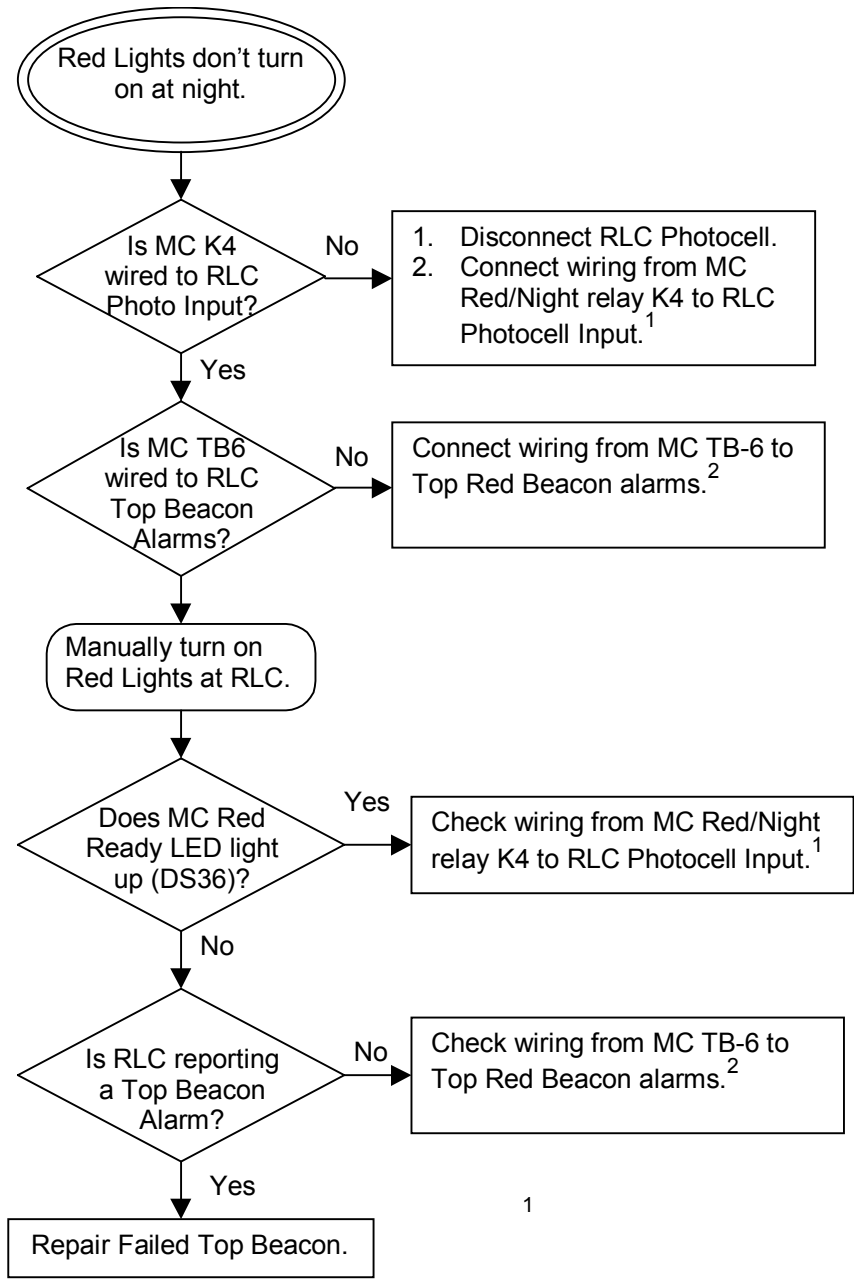 Red Lights don't turn
on at night.
Is MC K4
wired to RLC
Photo Input?
No
1. Disconnect RLC Photocell.
2. Connect wiring from MC
Red/Night relay K4 to RLC
Photocell Input.1
Yes
Is MC TB6
wired to RLC
Top Beacon
Alarms?
No
Connect wiring from MC TB-6 to
Top Red Beacon alarms.2
Manually turn on
Red Lights at RLC.
Does MC Red
Ready LED light
up (DS36)?
Yes
Check wiring from MC Red/Night
relay K4 to RLC Photocell Input.1
No
Is RLC reporting
a Top Beacon
Alarm?
No
Check wiring from MC TB-6 to
Top Red Beacon alarms.2
Yes
1
Repair Failed Top Beacon.